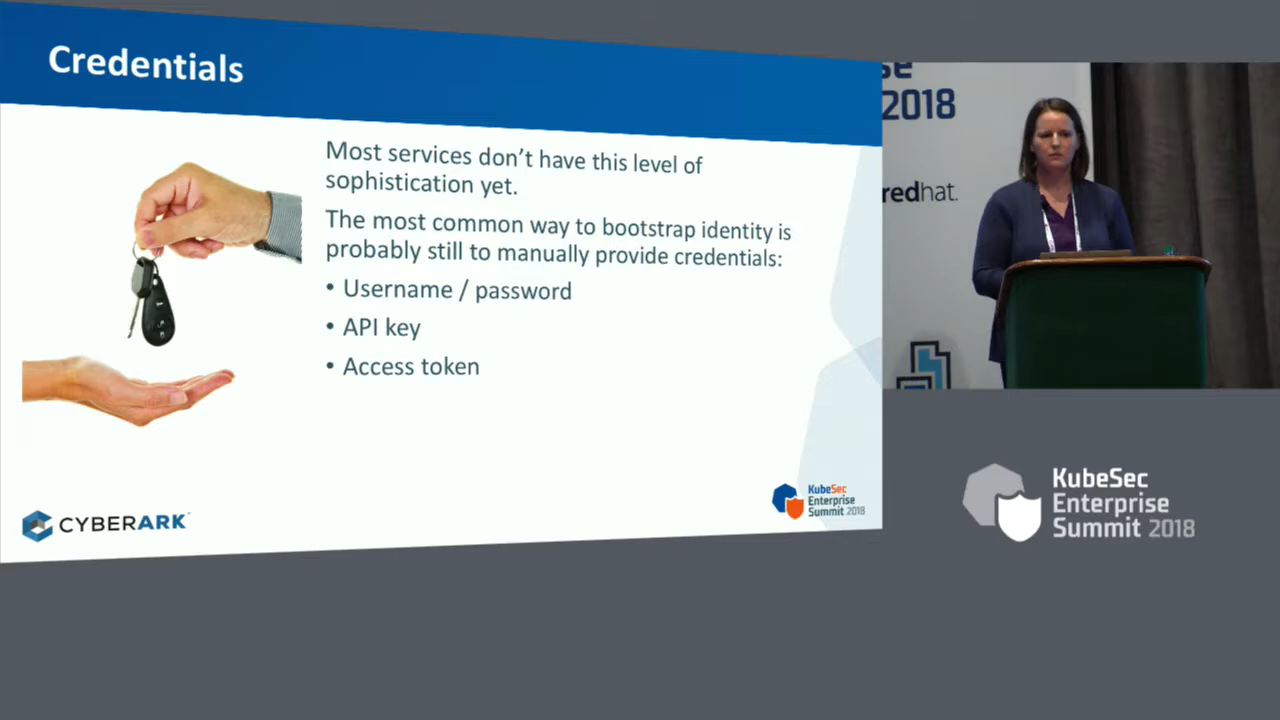 Credentials
Most services don't have this level of
sophistication yet.
The most common way to bootstrap identity is
probably still to manually provide credentials:
• Username / password
• API key
• Access token
CYBERARK
KubeSec
Enterprise
Summit 2018
2018
redhat.
KubeSec
Enterprise
Summit 2018